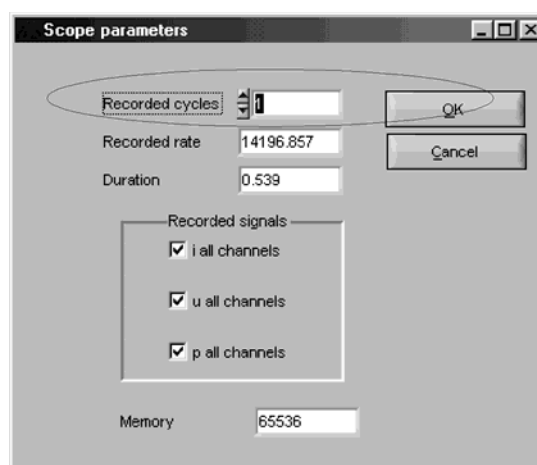 Scope parameters
Recorded cycles 1 OK
Recorded rate 14196.857 Cancel
Duration 0.539
Recorded signals
i all channels
u all channels
p all channels
Memory 65536